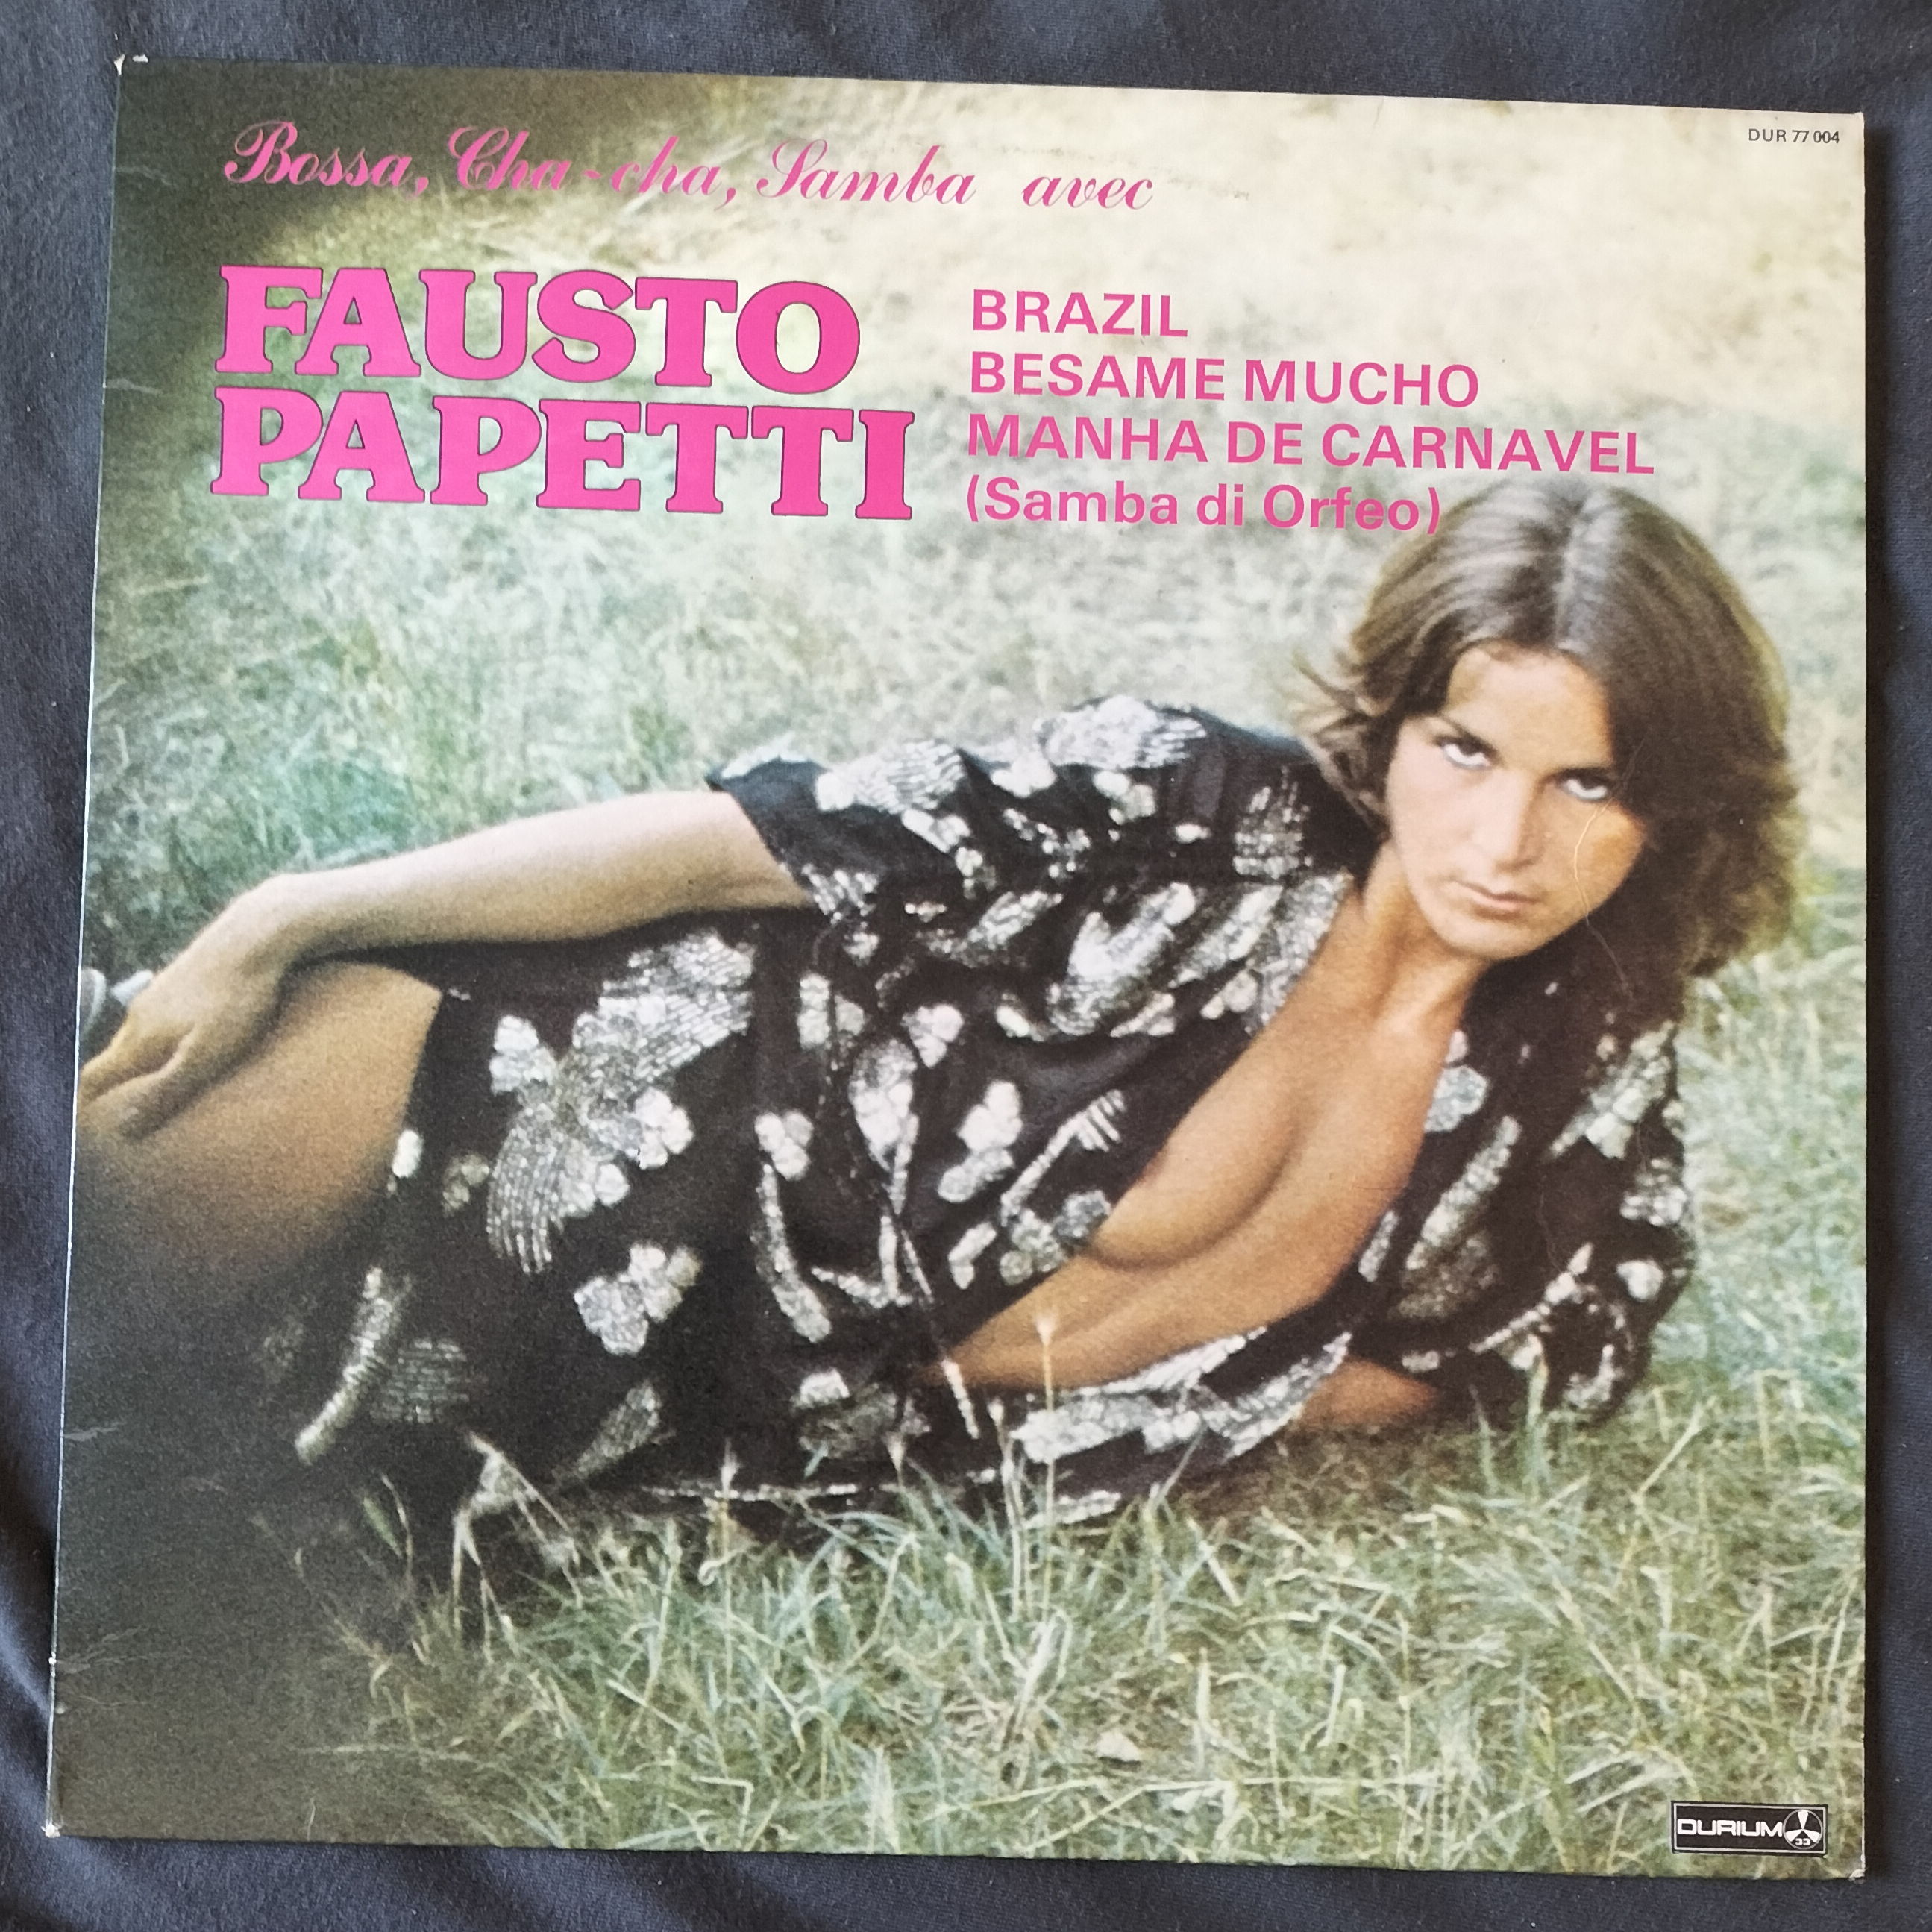 DUR 77 004
Bossa, Cha-cha, Samba avec
FAUSTO
PAPETTI
BRAZIL
BESAME MUCHO
MANHA DE CARNAVEL
(Samba di Orfeo)
DURIUM
33